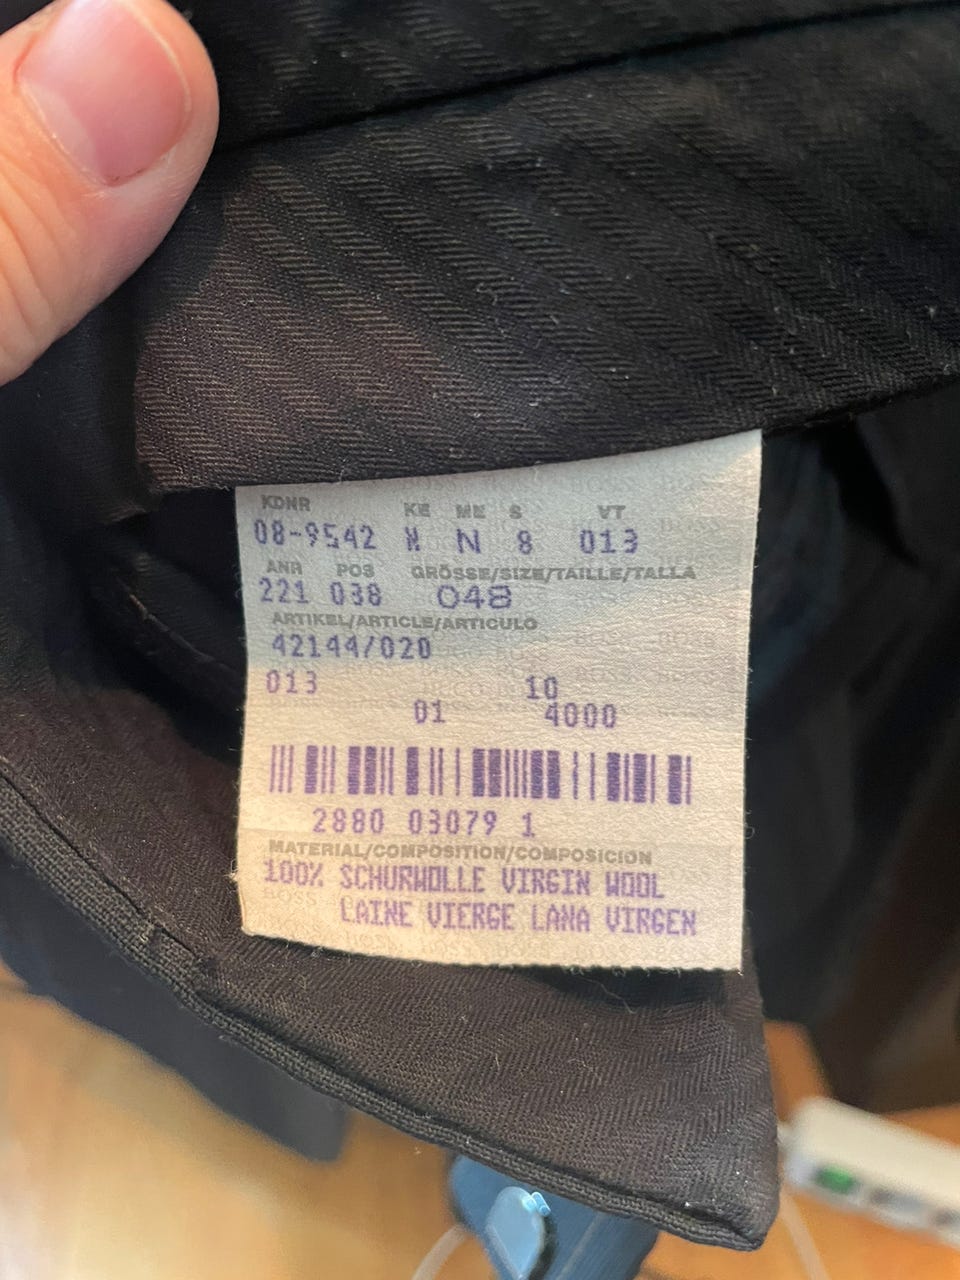 KDNR KE ME S VT
08-9542 W N 8 013
ANR POS GRÖSSE/SIZE/TAILLE/TALLA
221 038 048
ARTIKEL/ARTICLE/ARTICULO
42144/020
013 10
01 4000
2880 03079 1
MATERIAL/COMPOSITION/COMPOSICION
100% SCHURWOLLE VIRGIN WOOL
LAINE VIERGE LANA VIRGEN